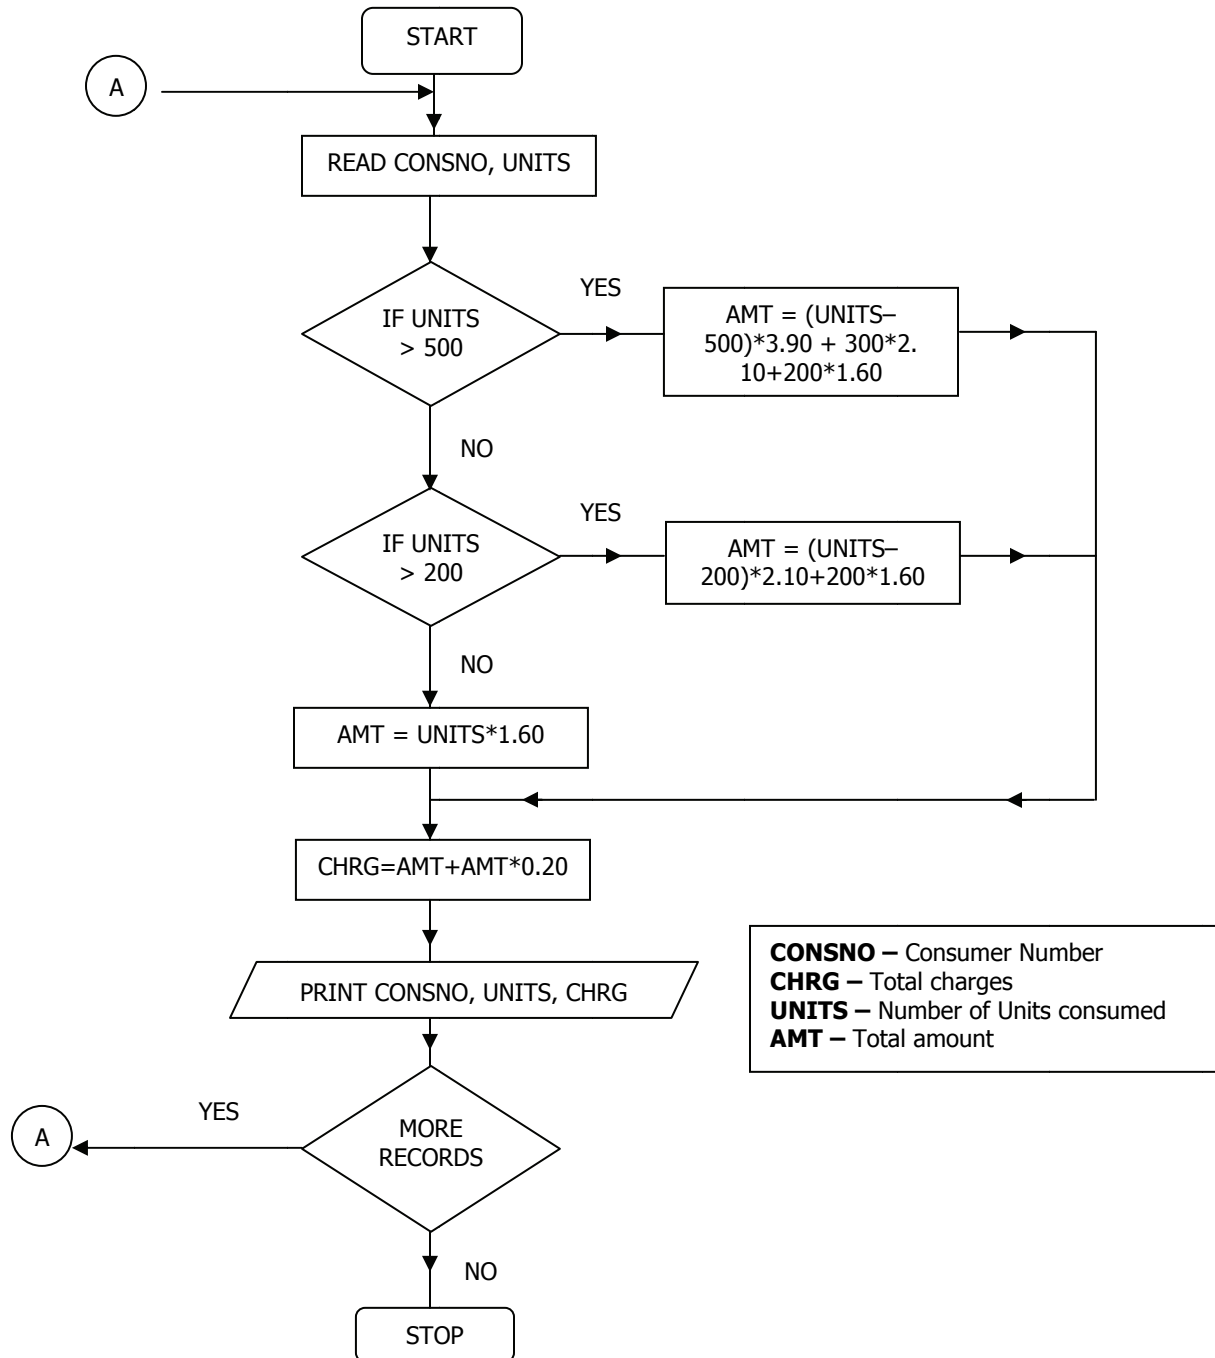 START
A
READ CONSNO, UNITS
IF UNITS
> 500
YES
AMT = (UNITS–
500)*3.90 + 300*2.
10+200*1.60
NO
IF UNITS
> 200
YES
AMT = (UNITS–
200)*2.10+200*1.60
NO
AMT = UNITS*1.60
CHRG=AMT+AMT*0.20
PRINT CONSNO, UNITS, CHRG
CONSNO – Consumer Number
CHRG – Total charges
UNITS – Number of Units consumed
AMT – Total amount
MORE
RECORDS
YES
A
NO
STOP